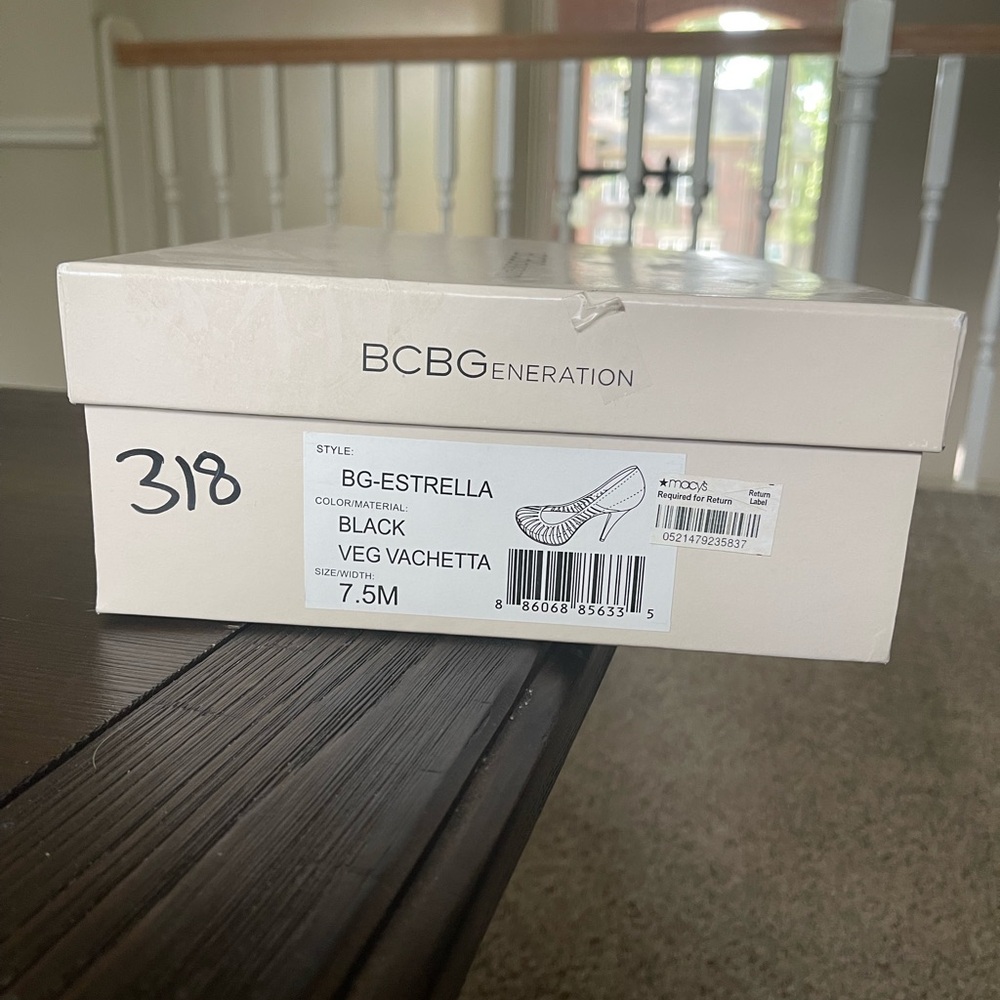 BCBGENERATION
318
STYLE:
BG-ESTRELLA
COLOR/MATERIAL:
BLACK
VEG VACHETTA
SIZE/WIDTH:
7.5M
8 86068 85633 5
★macy's
Required for Return
Return
Label
0521479235837